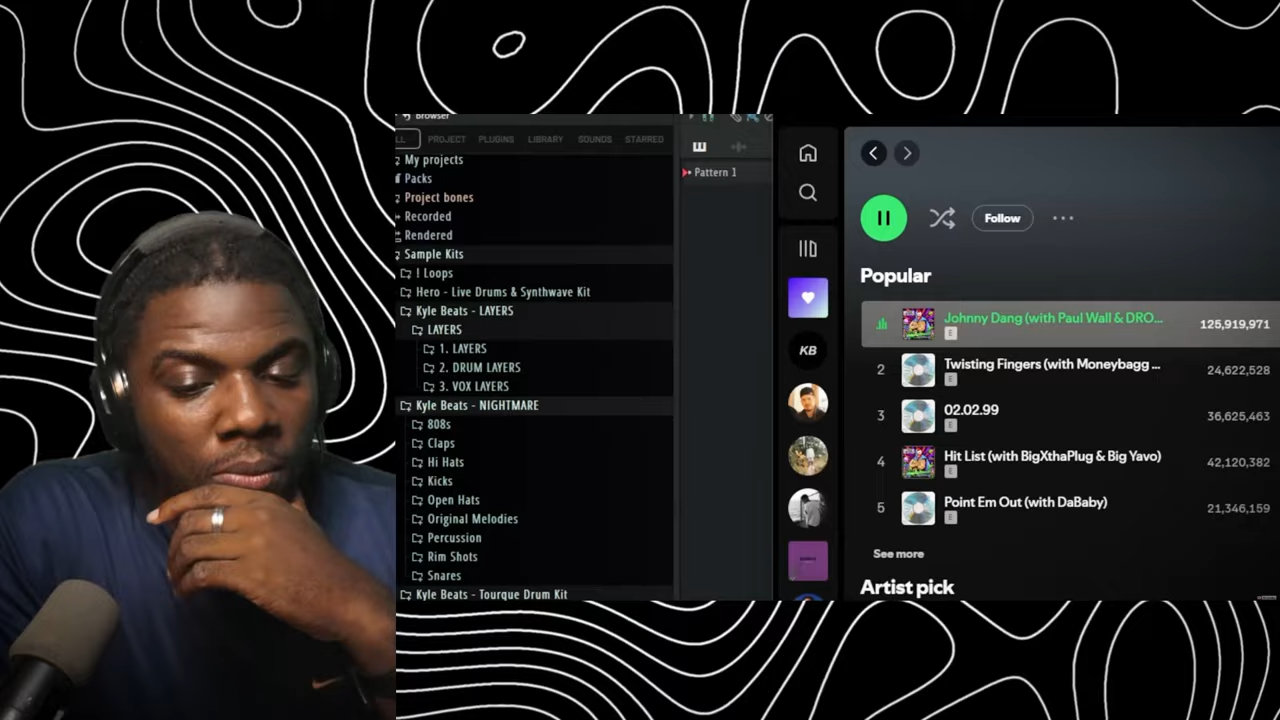 Browser
LL PROJECT PLUGINS LIBRARY SOUNDS STARRED
My projects
Packs
Project bones
Recorded
Rendered
Sample Kits
! Loops
Hero - Live Drums & Synthwave Kit
Kyle Beats - LAYERS
LAYERS
1. LAYERS
2. DRUM LAYERS
3. VOX LAYERS
Kyle Beats - NIGHTMARE
808s
Claps
Hi Hats
Kicks
Open Hats
Original Melodies
Percussion
Rim Shots
Snares
Kyle Beats - Tourque Drum Kit
Pattern 1
KB
Follow
Popular
Johnny Dang (with Paul Wall & DRO...
E
125,919,971
2
Twisting Fingers (with Moneybagg ...
E
24,622,528
3
02.02.99
E
36,625,463
4
Hit List (with BigXthaPlug & Big Yavo)
E
42,120,382
5
Point Em Out (with DaBaby)
E
21,346,159
See more
Artist pick